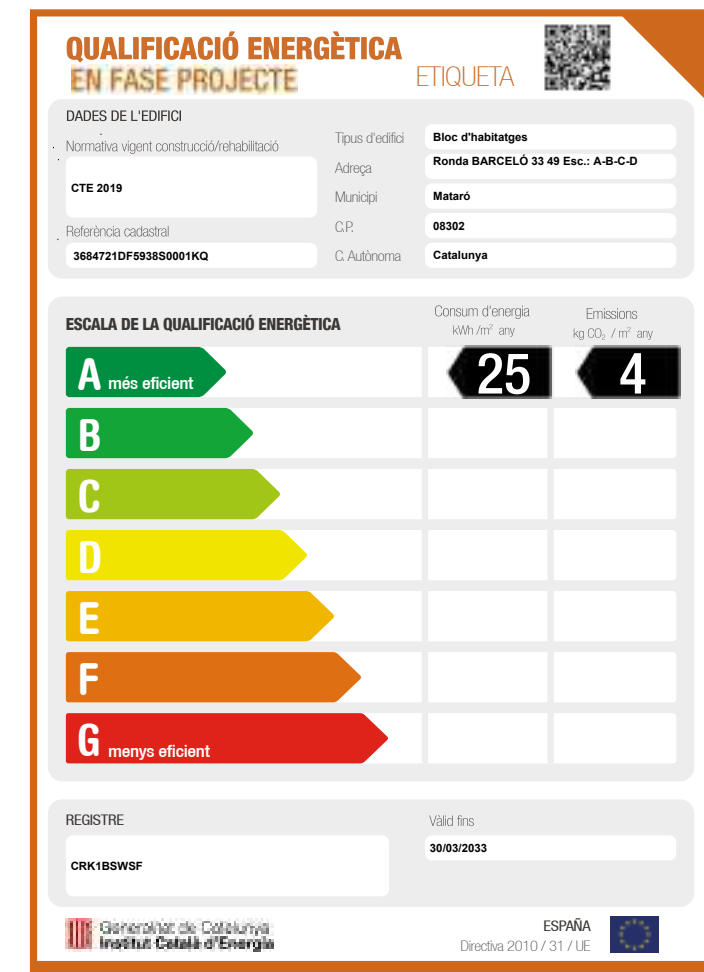 QUALIFICACIÓ ENERGÈTICA
EN FASE PROJECTE
ETIQUETA
DADES DE L'EDIFICI
Normativa vigent construcció/rehabilitació
CTE 2019
Referència cadastral
3684721DF5938S0001KQ
Tipus d'edifici
Bloc d'habitatges
Adreça
Ronda BARCELÓ 33 49 Esc.: A-B-C-D
Municipi
Mataró
C.P.
08302
C. Autònoma
Catalunya
ESCALA DE LA QUALIFICACIÓ ENERGÈTICA
Consum d'energia
kWh /m² any
Emissions
kg CO₂ / m² any
A més eficient
25
4
B
C
D
E
F
G menys eficient
REGISTRE
CRK1BSWSF
Vàlid fins
30/03/2033
Generalitat de Catalunya
Institut Català d'Energia
ESPAÑA
Directiva 2010 / 31 / UE